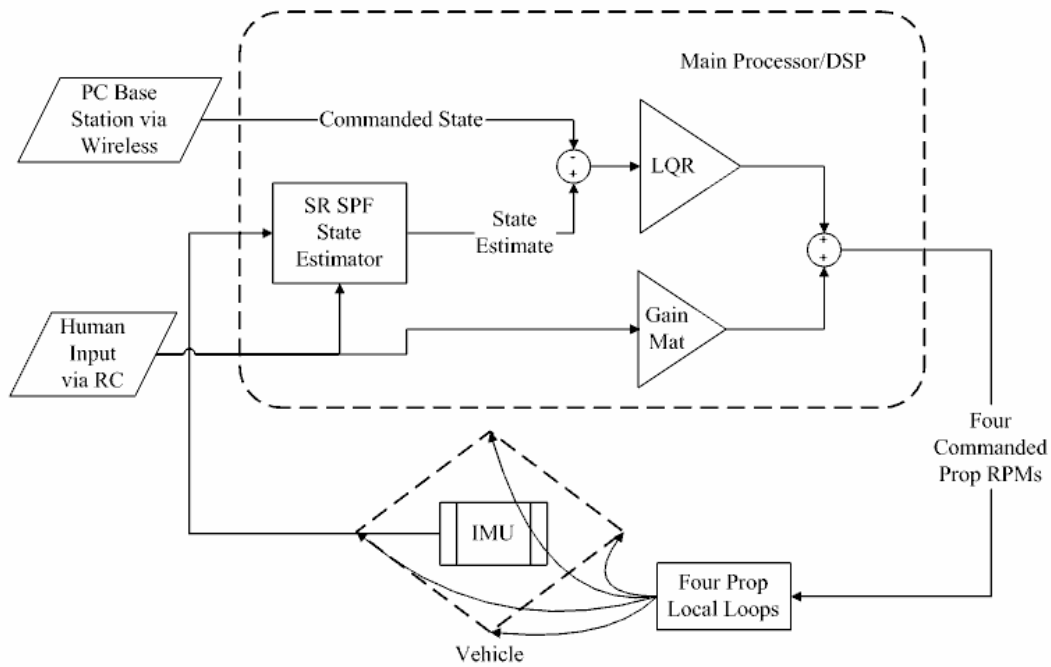 Main Processor/DSP
PC Base
Station via
Wireless
Commanded State
-
+
LQR
SR SPF
State
Estimator
State
Estimate
+
+
Human
Input
via RC
Gain
Mat
Four
Commanded
Prop RPMs
IMU
Four Prop
Local Loops
Vehicle